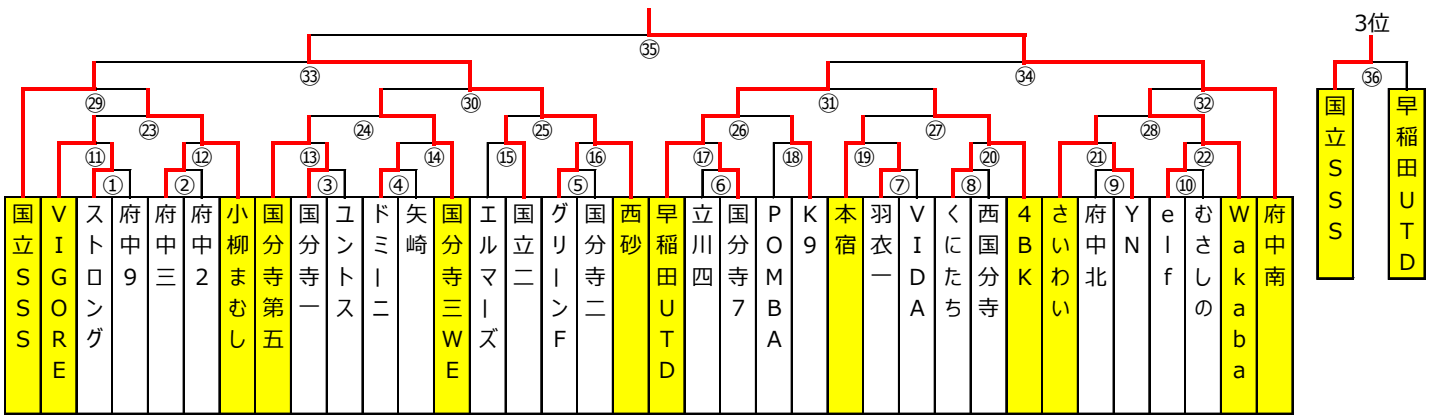 3位
㉟
㊱
㉝
㉞
㉙
㉚
㉛
㉜
㉓
㉔
㉕
㉖
㉗
㉘
⑪
⑫
⑬
⑭
⑮
⑯
⑰
⑱
⑲
⑳
㉑
㉒
①
②
③
④
⑤
⑥
⑦
⑧
⑨
⑩
国立SSS
VIGORE
ストロング
府中9
府中三
府中2
小柳まむし
国分寺第五
国分寺一
ユントス
ドミーニ
矢崎
国分寺三WE
エルマーズ
国立二
グリーンF
国分寺二
西砂
早稲田UTD
立川四
国分寺7
POMBA
K9
本宿
羽衣一
VIDA
くにたち
西国分寺
4BK
さいわい
府中北
YN
elf
むさしの
Wakaba
府中南
国立SSS
早稲田UTD